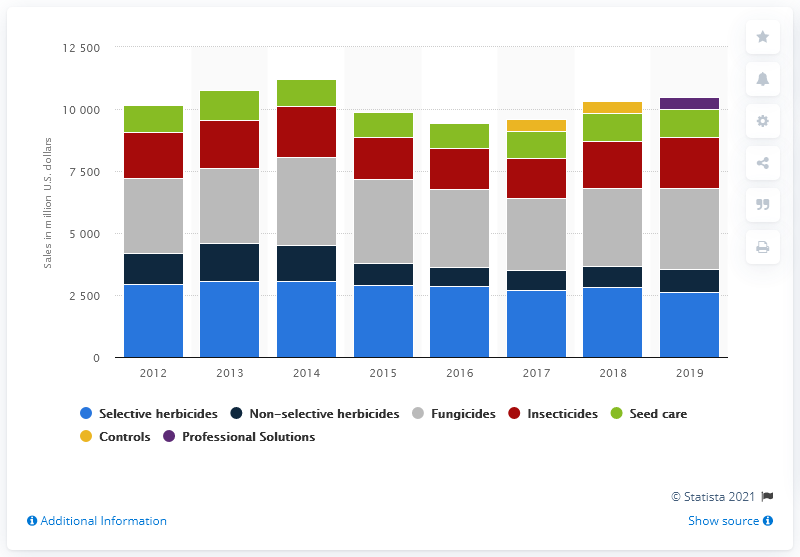 12 500
10 000
7 500
5 000
2 500
0
Sales in million U.S. dollars
2012 2013 2014 2015 2016 2017 2018 2019
Selective herbicides Non-selective herbicides Fungicides Insecticides Seed care
Controls Professional Solutions
© Statista 2021
Additional Information Show source